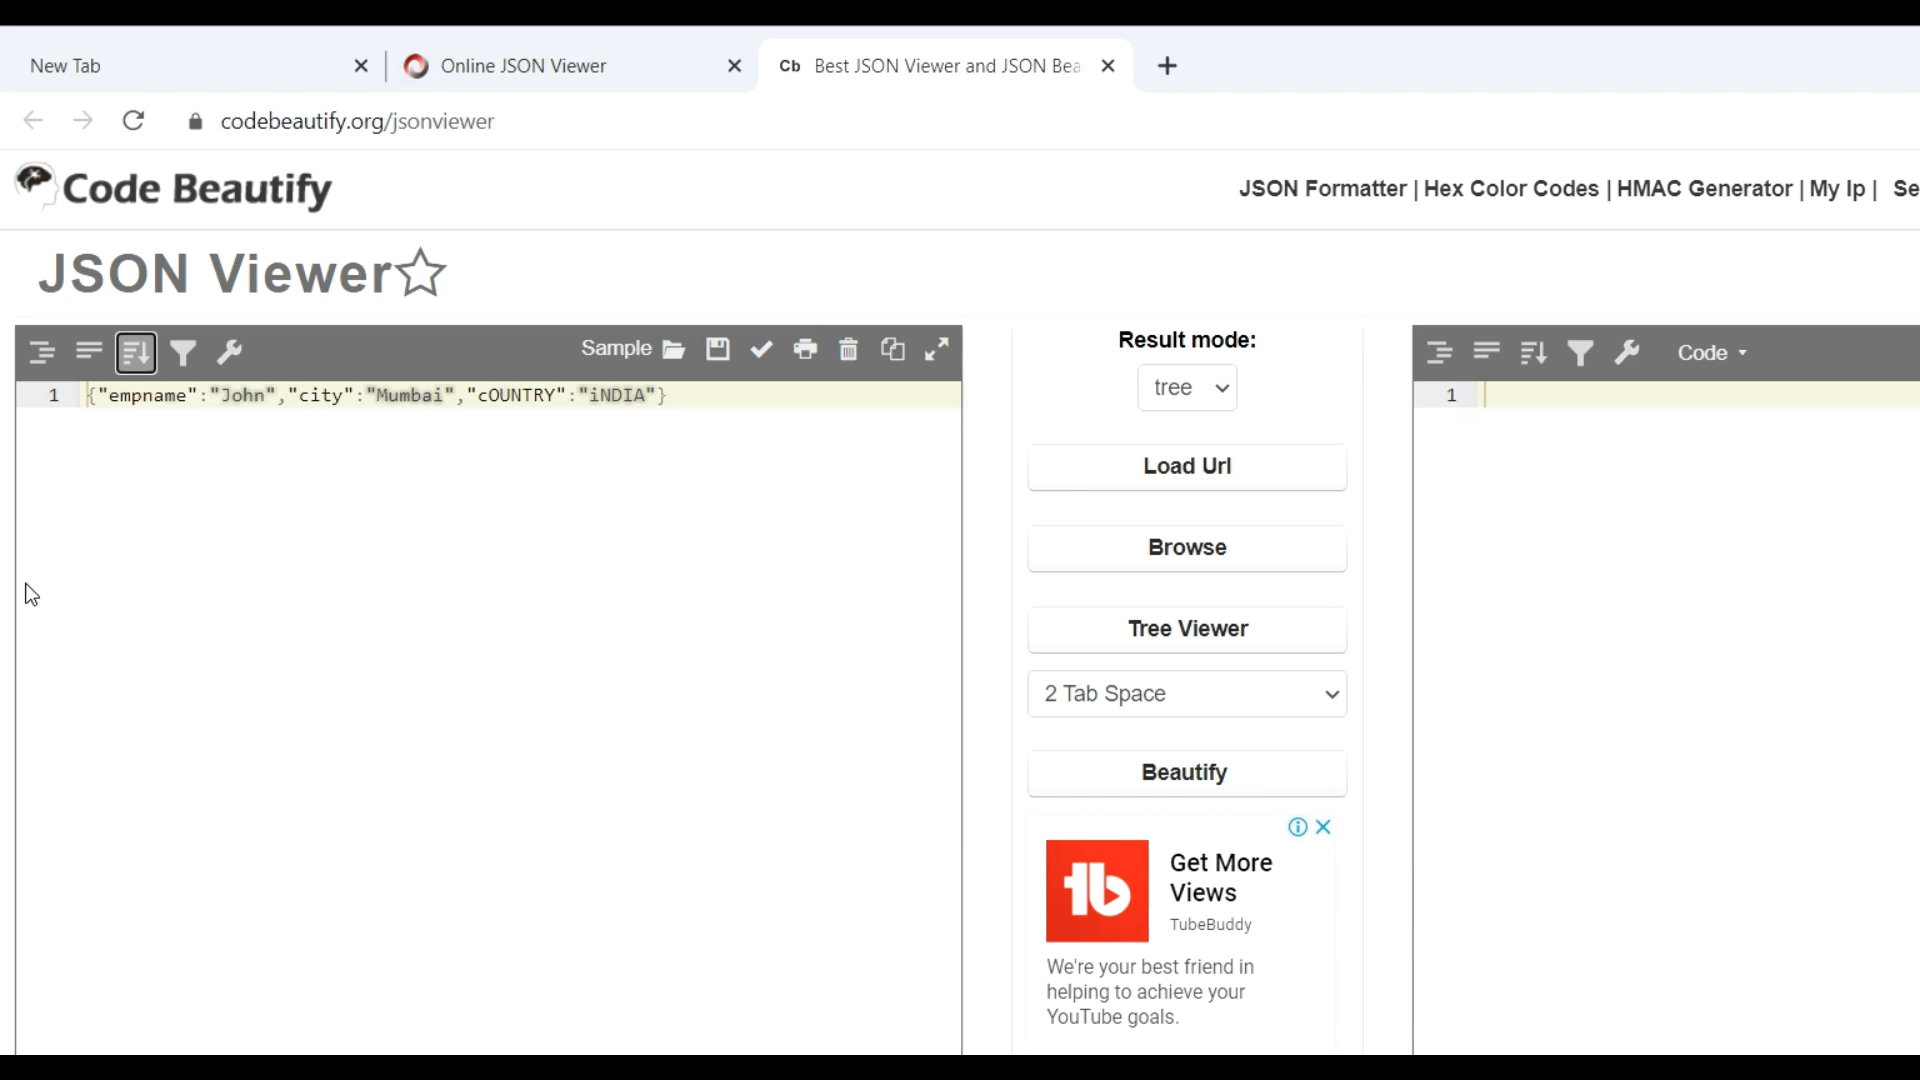 New Tab
Online JSON Viewer
Cb Best JSON Viewer and JSON Bea
codebeautify.org/jsonviewer
Code Beautify
JSON Formatter | Hex Color Codes | HMAC Generator | My Ip | Se
JSON Viewer
Sample
1 {"empname":"John","city":"Mumbai","cOUNTRY":"iNDIA"}
Result mode:
tree
Load Url
Browse
Tree Viewer
2 Tab Space
Beautify
Get More
Views
TubeBuddy
We're your best friend in
helping to achieve your
YouTube goals.
Code
1